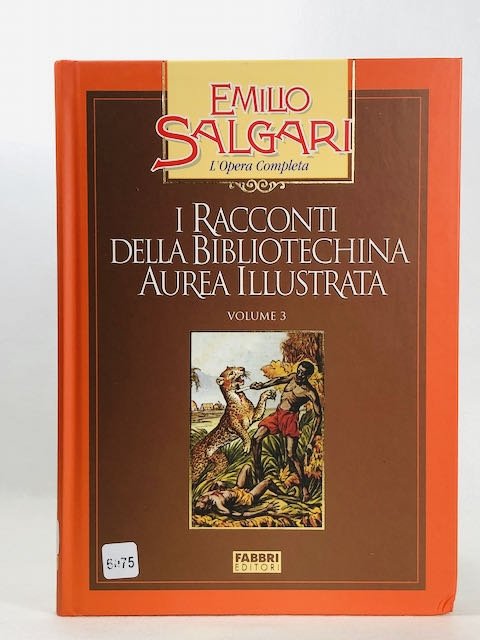 EMILIO
SALGARI
L'Opera Completa
I RACCONTI
DELLA BIBLIOTECHINA
AUREA ILLUSTRATA
VOLUME 3
FABBRI
EDITORI